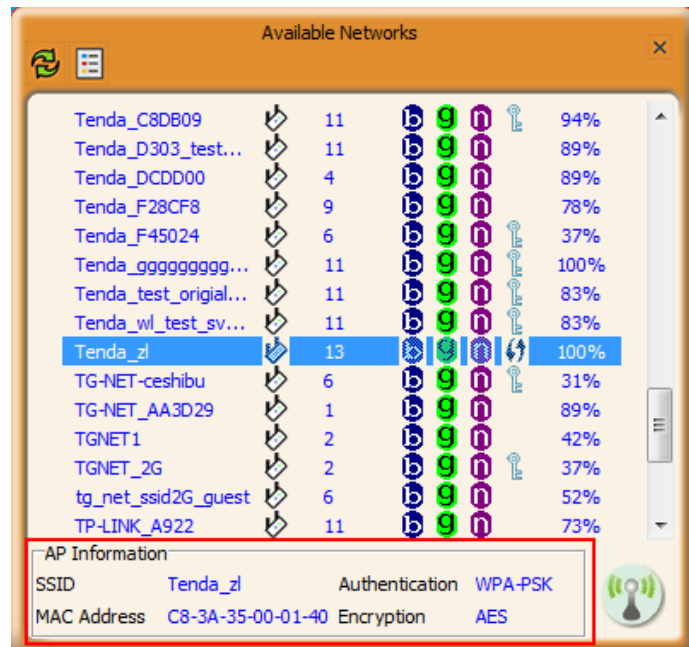 Available Networks
Tenda_C8DB09 11 b g n 94%
Tenda_D303_test... 11 b g n 89%
Tenda_DCDD00 4 b g n 89%
Tenda_F28CF8 9 b g n 78%
Tenda_F45024 6 b g n 37%
Tenda_ggggggggg... 11 b g n 100%
Tenda_test_origial... 11 b g n 83%
Tenda_wl_test_sv... 11 b g n 83%
Tenda_zl 13 b g n 100%
TG-NET-ceshibu 6 b g n 31%
TG-NET_AA3D29 1 b g n 89%
TGNET1 2 b g n 42%
TGNET_2G 2 b g n 37%
tg_net_ssid2G_guest 6 b g n 52%
TP-LINK_A922 11 b g n 73%
AP Information
SSID Tenda_zl Authentication WPA-PSK
MAC Address C8-3A-35-00-01-40 Encryption AES